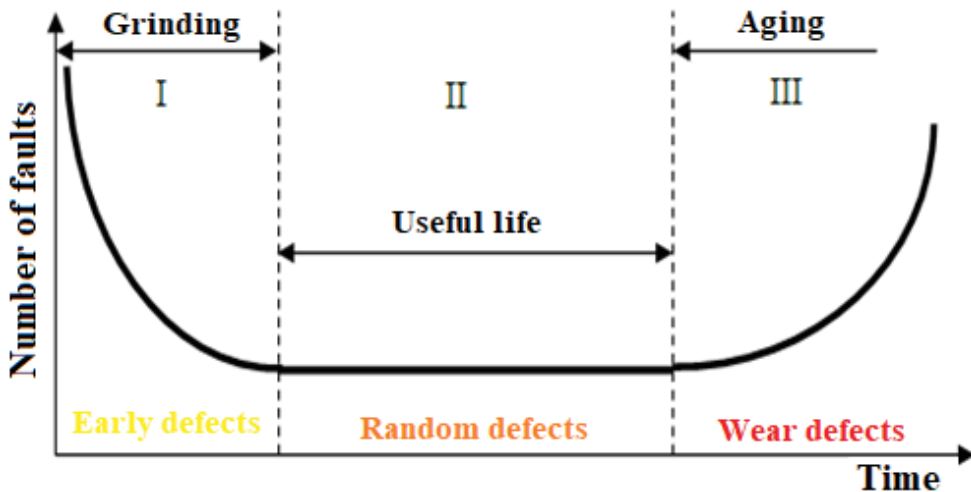 Grinding
Aging
I
II
III
Number of faults
Useful life
Early defects
Random defects
Wear defects
Time